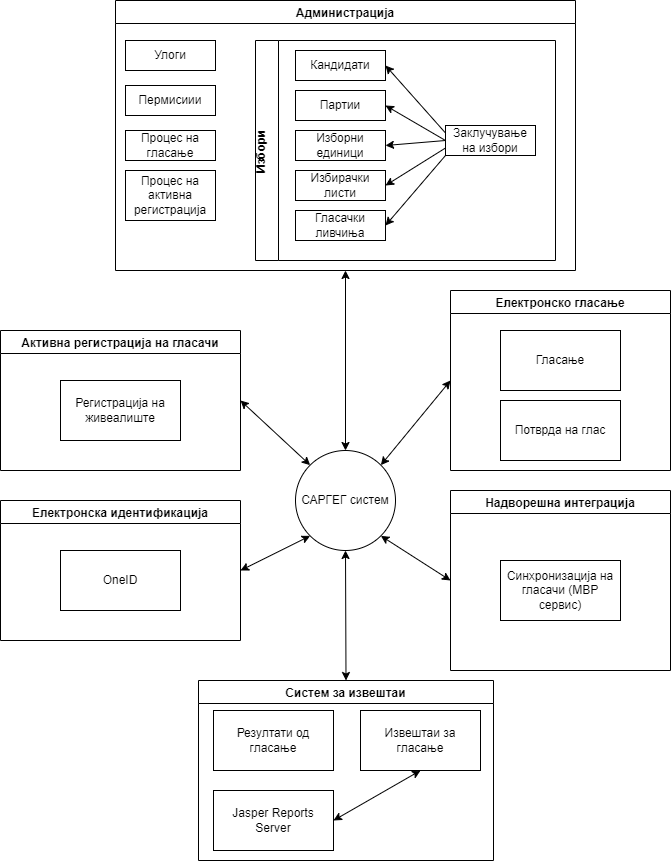 Администрација
Улоги
Пермисиии
Процес на
гласање
Процес на
активна
регистрација
Избори
Кандидати
Партии
Изборни
единици
Избирачки
листи
Гласачки
ливчиња
Заклучување
на избори
Активна регистрација на гласачи
Регистрација на
живеалиште
Електронско гласање
Гласање
Потврда на глас
САРГЕГ систем
Електронска идентификација
OneID
Надворешна интеграција
Синхронизација на
гласачи (МВР
сервис)
Систем за извештаи
Резултати од
гласање
Извештаи за
гласање
Jasper Reports
Server